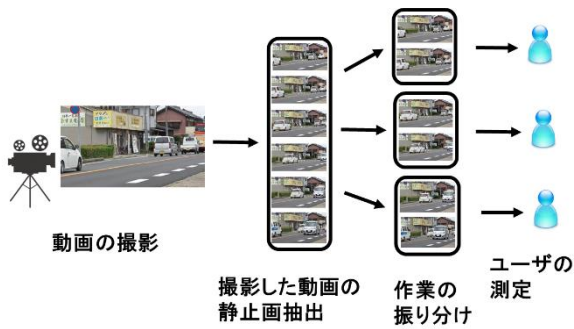 動画の撮影
撮影した動画の
静止画抽出
作業の
振り分け
ユーザの
測定